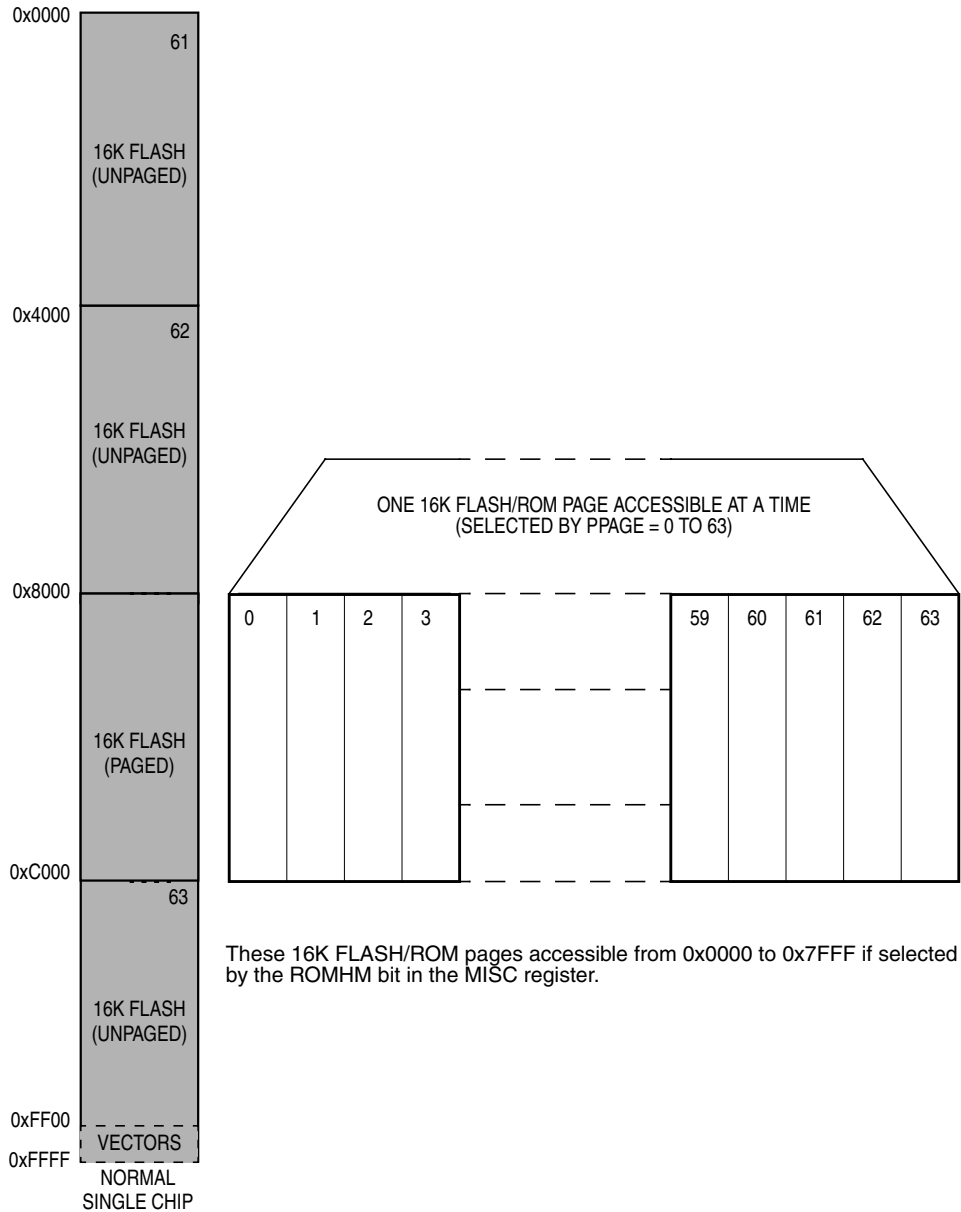 0x0000
61
16K FLASH
(UNPAGED)
0x4000
62
16K FLASH
(UNPAGED)
ONE 16K FLASH/ROM PAGE ACCESSIBLE AT A TIME
(SELECTED BY PPAGE = 0 TO 63)
0x8000
0 1 2 3 59 60 61 62 63
16K FLASH
(PAGED)
0xC000
63
These 16K FLASH/ROM pages accessible from 0x0000 to 0x7FFF if selected
by the ROMHM bit in the MISC register.
16K FLASH
(UNPAGED)
0xFF00
VECTORS
0xFFFF
NORMAL
SINGLE CHIP